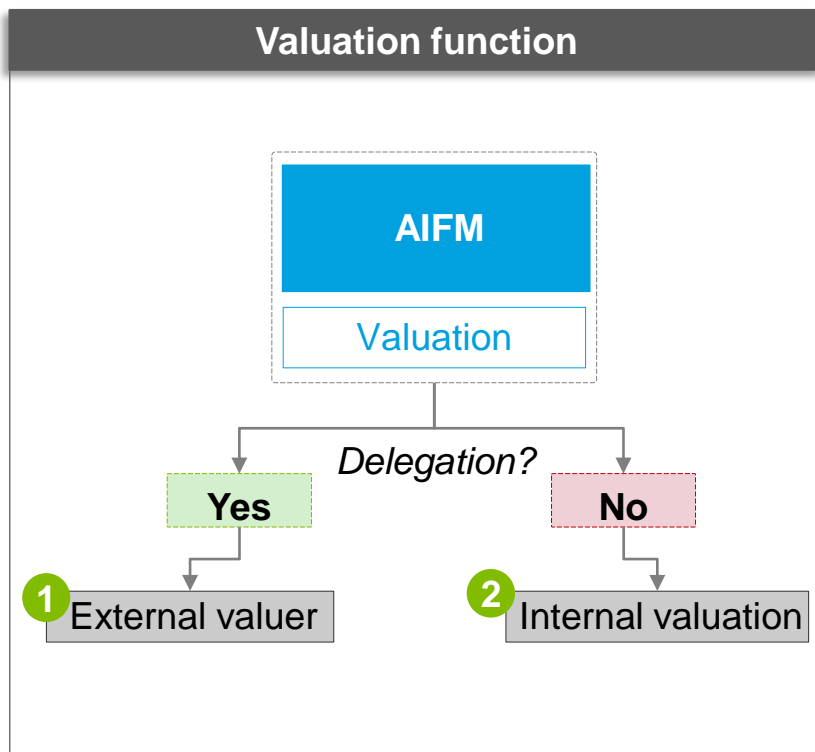 Valuation function
AIFM
Valuation
Delegation?
Yes
No
1
External valuer
2
Internal valuation